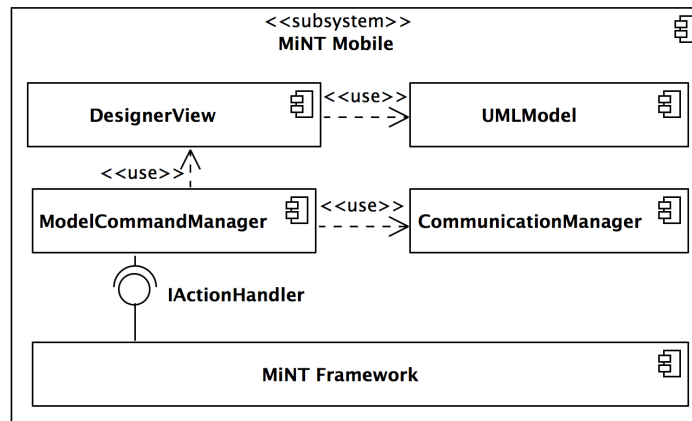 <<subsystem>>
MiNT Mobile
DesignerView
<<use>>
UMLModel
<<use>>
ModelCommandManager
<<use>>
CommunicationManager
IActionHandler
MiNT Framework